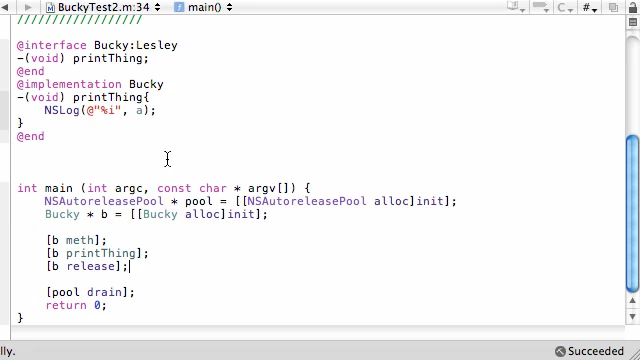 BuckyTest2.m:34 main()
C #
////////////////////
@interface Bucky:Lesley
-(void) printThing;
@end
@implementation Bucky
-(void) printThing{
NSLog(@"%i", a);
}
@end
int main (int argc, const char * argv[]) {
NSAutoreleasePool * pool = [[NSAutoreleasePool alloc]init];
Bucky * b = [[Bucky alloc]init];
[b meth];
[b printThing];
[b release];
[pool drain];
return 0;
}
lly. Succeeded